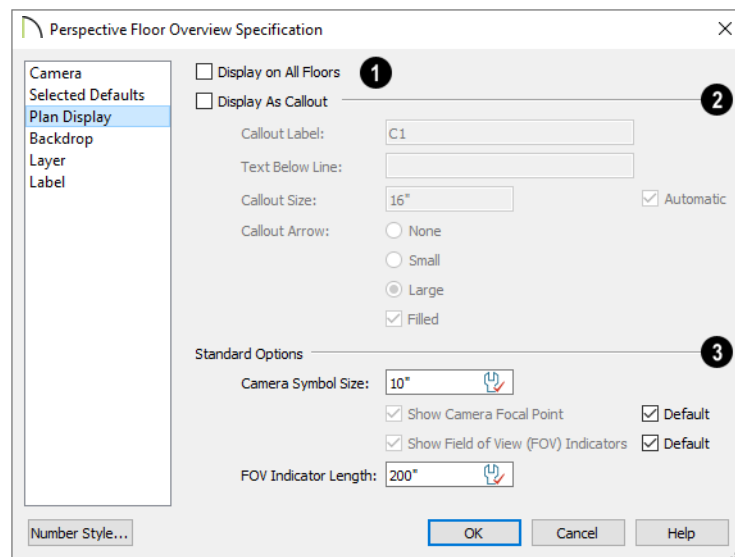 Perspective Floor Overview Specification
Camera
Selected Defaults
Plan Display
Backdrop
Layer
Label
Display on All Floors 1
Display As Callout 2
Callout Label: C1
Text Below Line:
Callout Size: 16" Automatic
Callout Arrow: None
Small
Large
Filled
Standard Options 3
Camera Symbol Size: 10"
Show Camera Focal Point Default
Show Field of View (FOV) Indicators Default
FOV Indicator Length: 200"
Number Style... OK Cancel Help